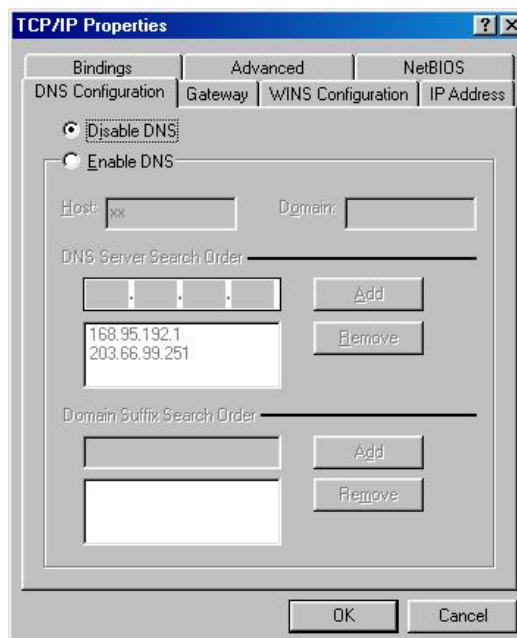 TCP/IP Properties
Bindings Advanced NetBIOS
DNS Configuration Gateway WINS Configuration IP Address
Disable DNS
Enable DNS
Host: xx Domain:
DNS Server Search Order
. . . Add
168.95.192.1 Remove
203.66.99.251
Domain Suffix Search Order
Add
Remove
OK Cancel